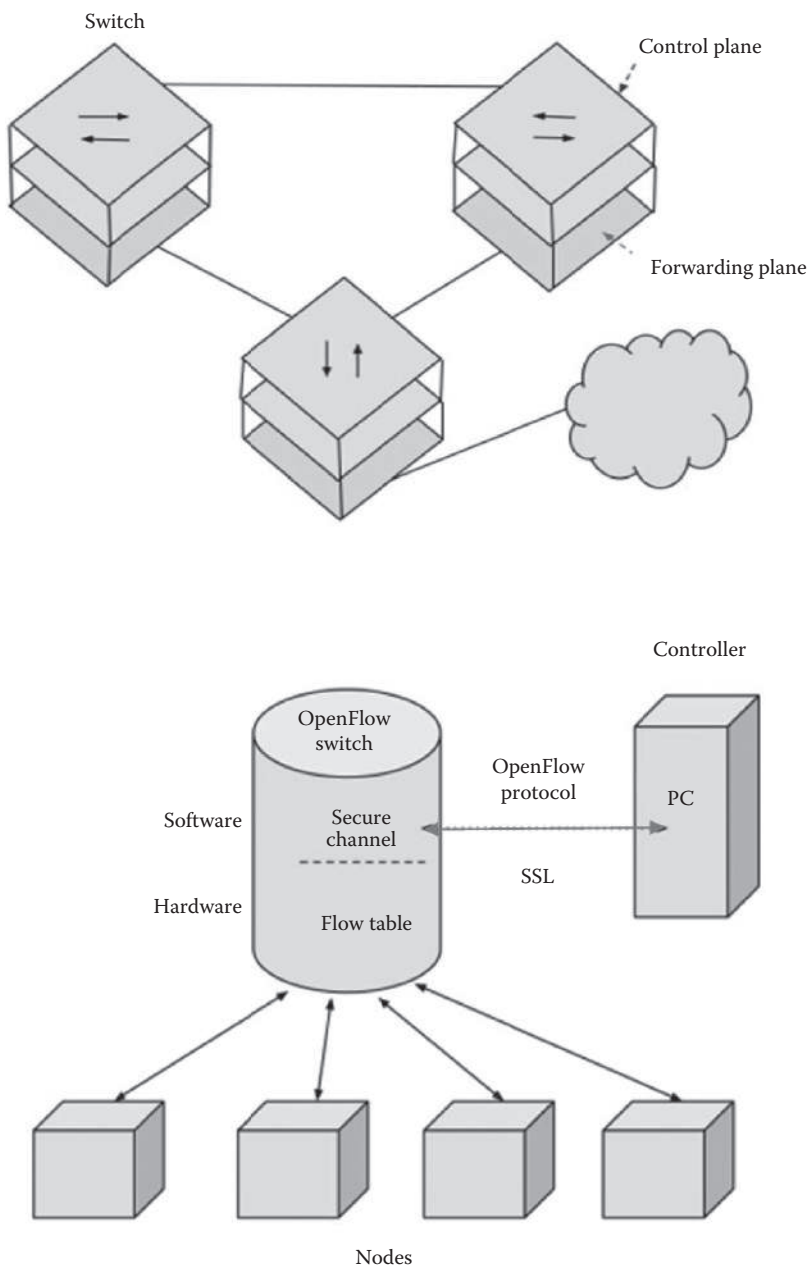 Switch
Control plane
Forwarding plane
Controller
OpenFlow
switch
OpenFlow
protocol
PC
Software
Secure
channel
SSL
Hardware
Flow table
Nodes